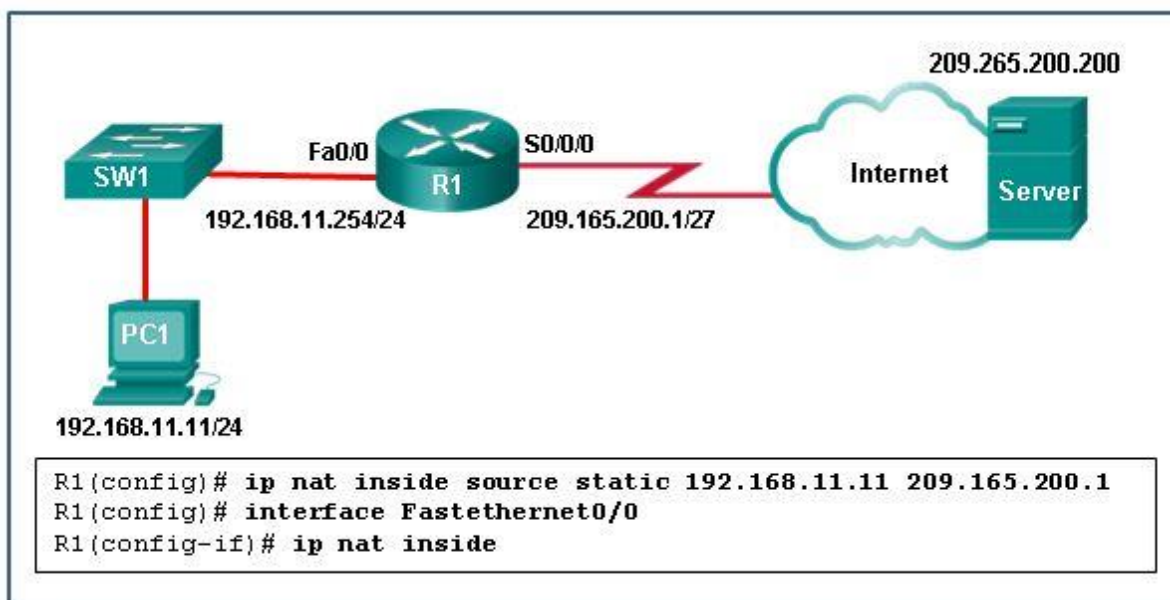 209.265.200.200
Fa0/0
S0/0/0
SW1
R1
Internet
Server
192.168.11.254/24
209.165.200.1/27
PC1
192.168.11.11/24
R1(config)# ip nat inside source static 192.168.11.11 209.165.200.1
R1(config)# interface Fastethernet0/0
R1(config-if)# ip nat inside